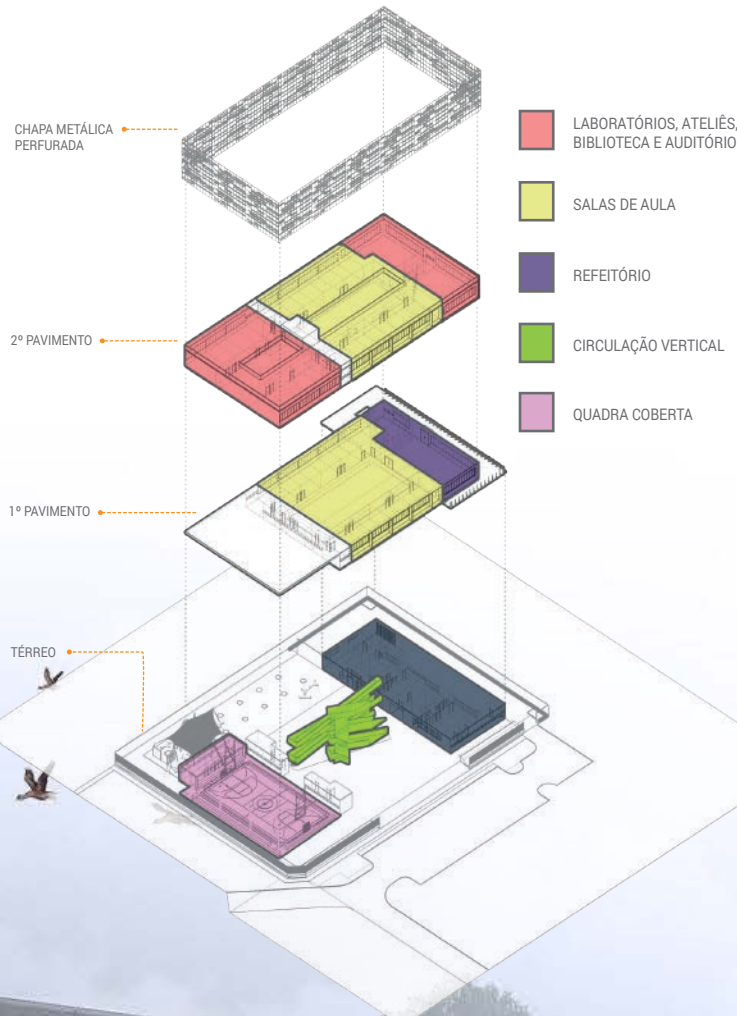 CHAPA METÁLICA
PERFURADA
2º PAVIMENTO
1º PAVIMENTO
TÉRREO
LABORATÓRIOS, ATELIÊS,
BIBLIOTECA E AUDITÓRIO
SALAS DE AULA
REFEITÓRIO
CIRCULAÇÃO VERTICAL
QUADRA COBERTA